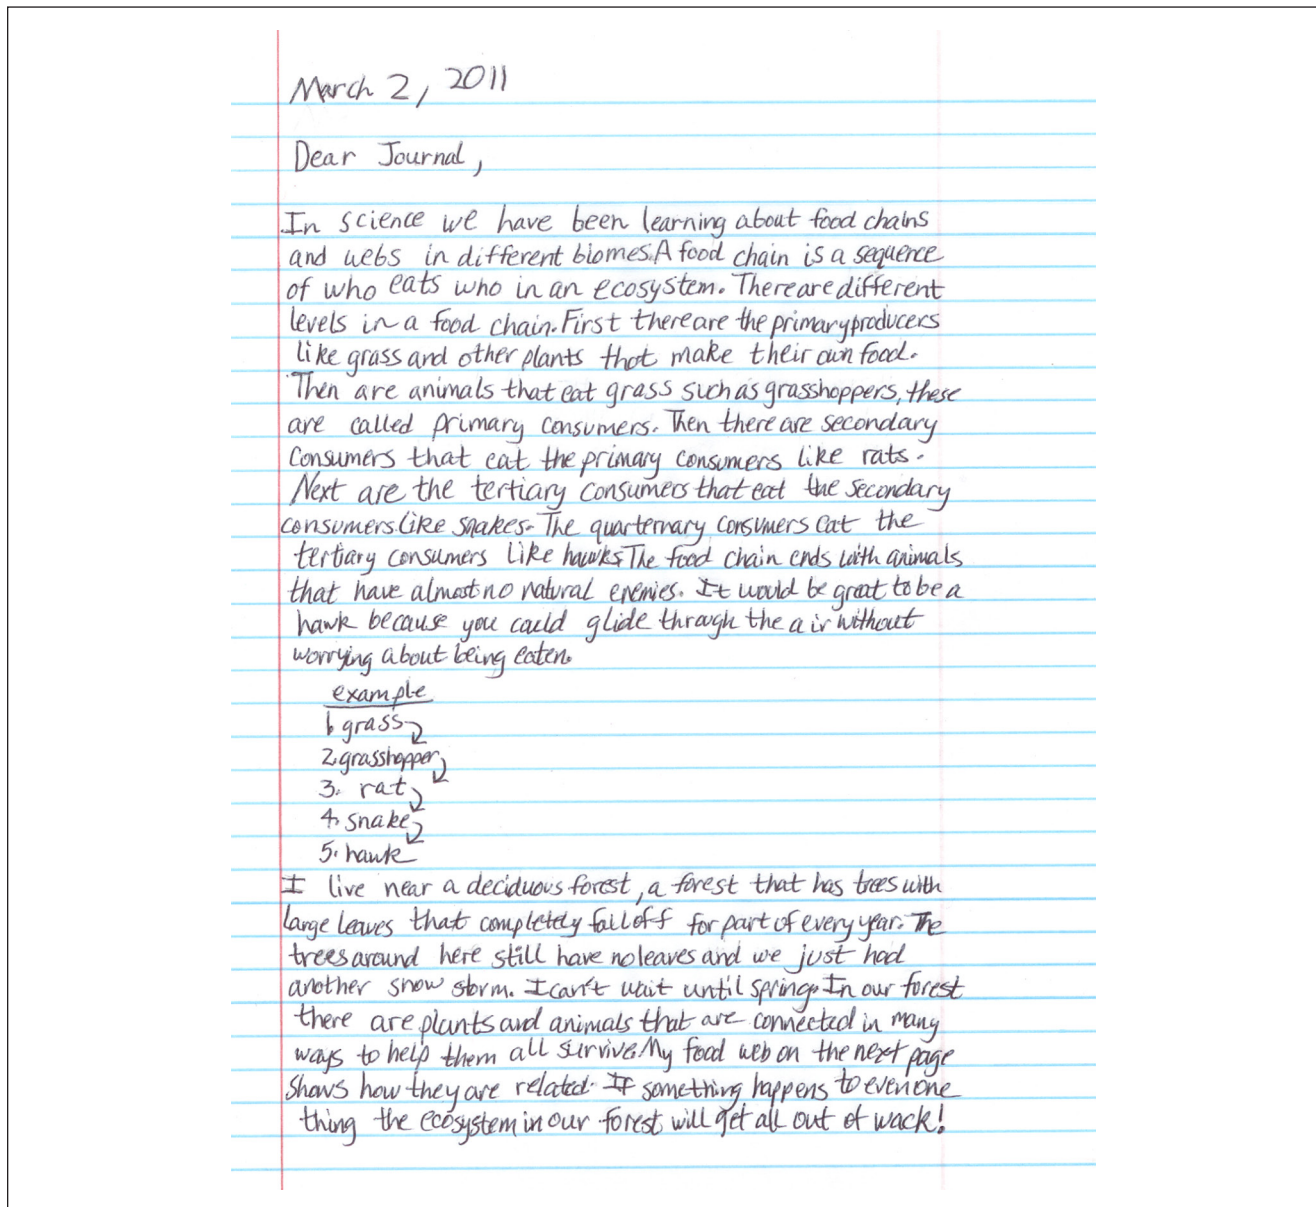 March 2, 2011
Dear Journal,
In science we have been learning about food chains
and webs in different biomes. A food chain is a sequence
of who eats who in an ecosystem. There are different
levels in a food chain. First there are the primary producers
like grass and other plants that make their own food.
Then are animals that eat grass such as grasshoppers, these
are called primary consumers. Then there are secondary
consumers that eat the primary consumers like rats.
Next are the tertiary consumers that eat the secondary
consumers like snakes. The quarternary consumers eat the
tertiary consumers like hawks. The food chain ends with animals
that have almost no natural enemies. It would be great to be a
hawk because you could glide through the air without
worrying about being eaten.
example
1. grass
2. grasshopper
3. rat
4. snake
5. hawk
I live near a deciduous forest, a forest that has trees with
large leaves that completely fall off for part of every year. The
trees around here still have no leaves and we just had
another snow storm. I can't wait until spring. In our forest
there are plants and animals that are connected in many
ways to help them all survive. My food web on the next page
shows how they are related. If something happens to even one
thing the ecosystem in our forest will get all out of wack!